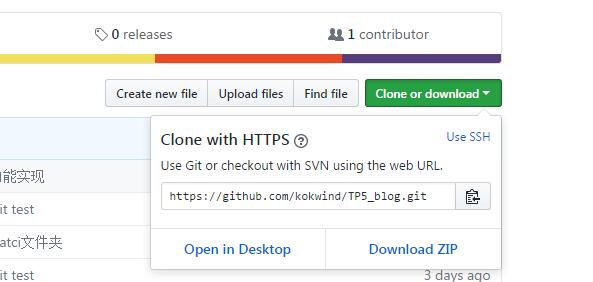 0 releases
1 contributor
Create new file
Upload files
Find file
Clone or download
Clone with HTTPS
Use SSH
Use Git or checkout with SVN using the web URL.
能实现
https://github.com/kokwind/TP5_blog.git
it test
atci文件夹
Open in Desktop
Download ZIP
it test
3 days ago